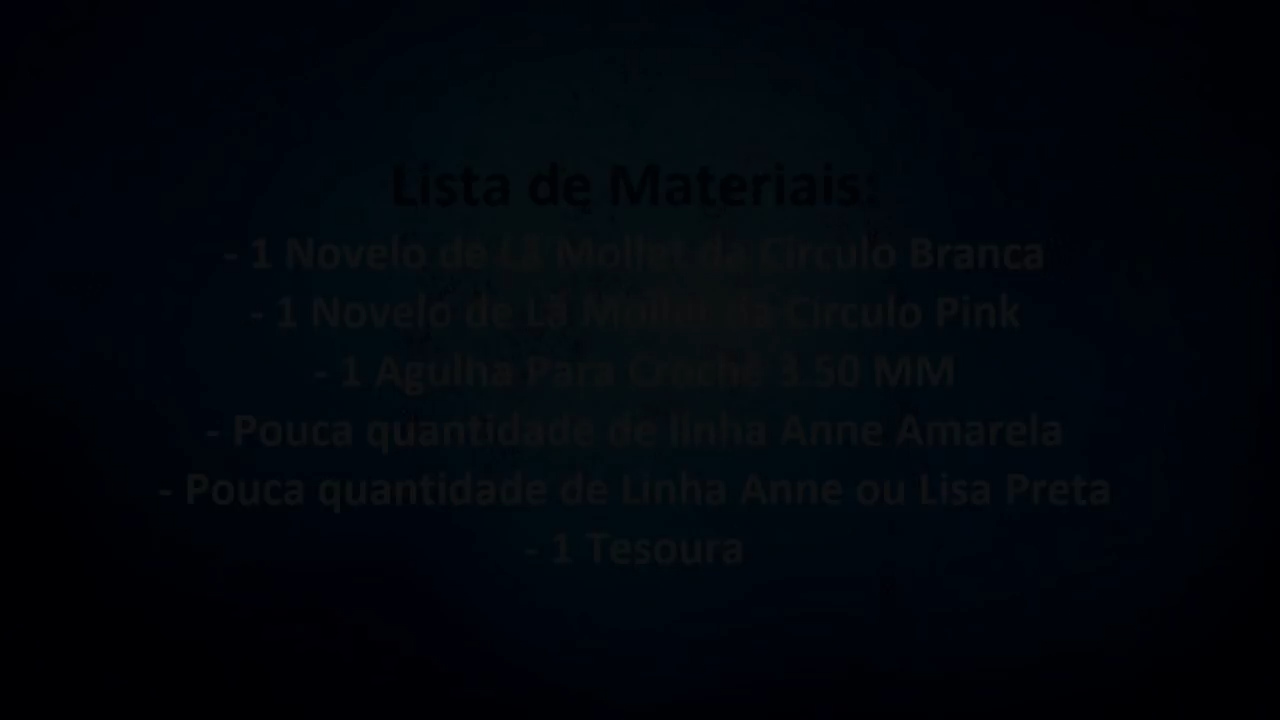 Lista de Materiais:
- 1 Novelo de Lã Mollet da Círculo Branca
- 1 Novelo de Lã Mollet da Círculo Pink
- 1 Agulha Para Crochê 3.50 MM
- Pouca quantidade de linha Anne Amarela
- Pouca quantidade de Linha Anne ou Lisa Preta
- 1 Tesoura